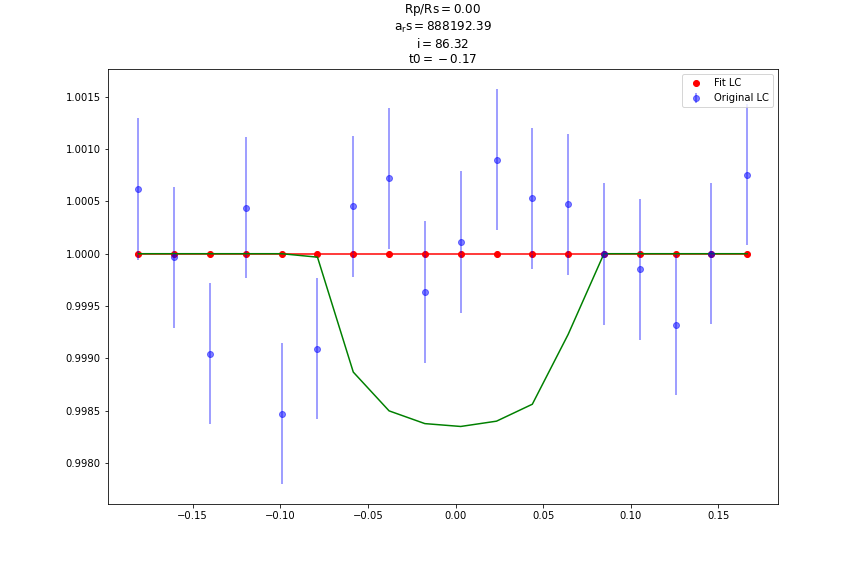 Rp/Rs = 0.00
aᵣs = 888192.39
i = 86.32
t0 = −0.17
Fit LC
Original LC
1.0015
1.0010
1.0005
1.0000
0.9995
0.9990
0.9985
0.9980
−0.15 −0.10 −0.05 0.00 0.05 0.10 0.15